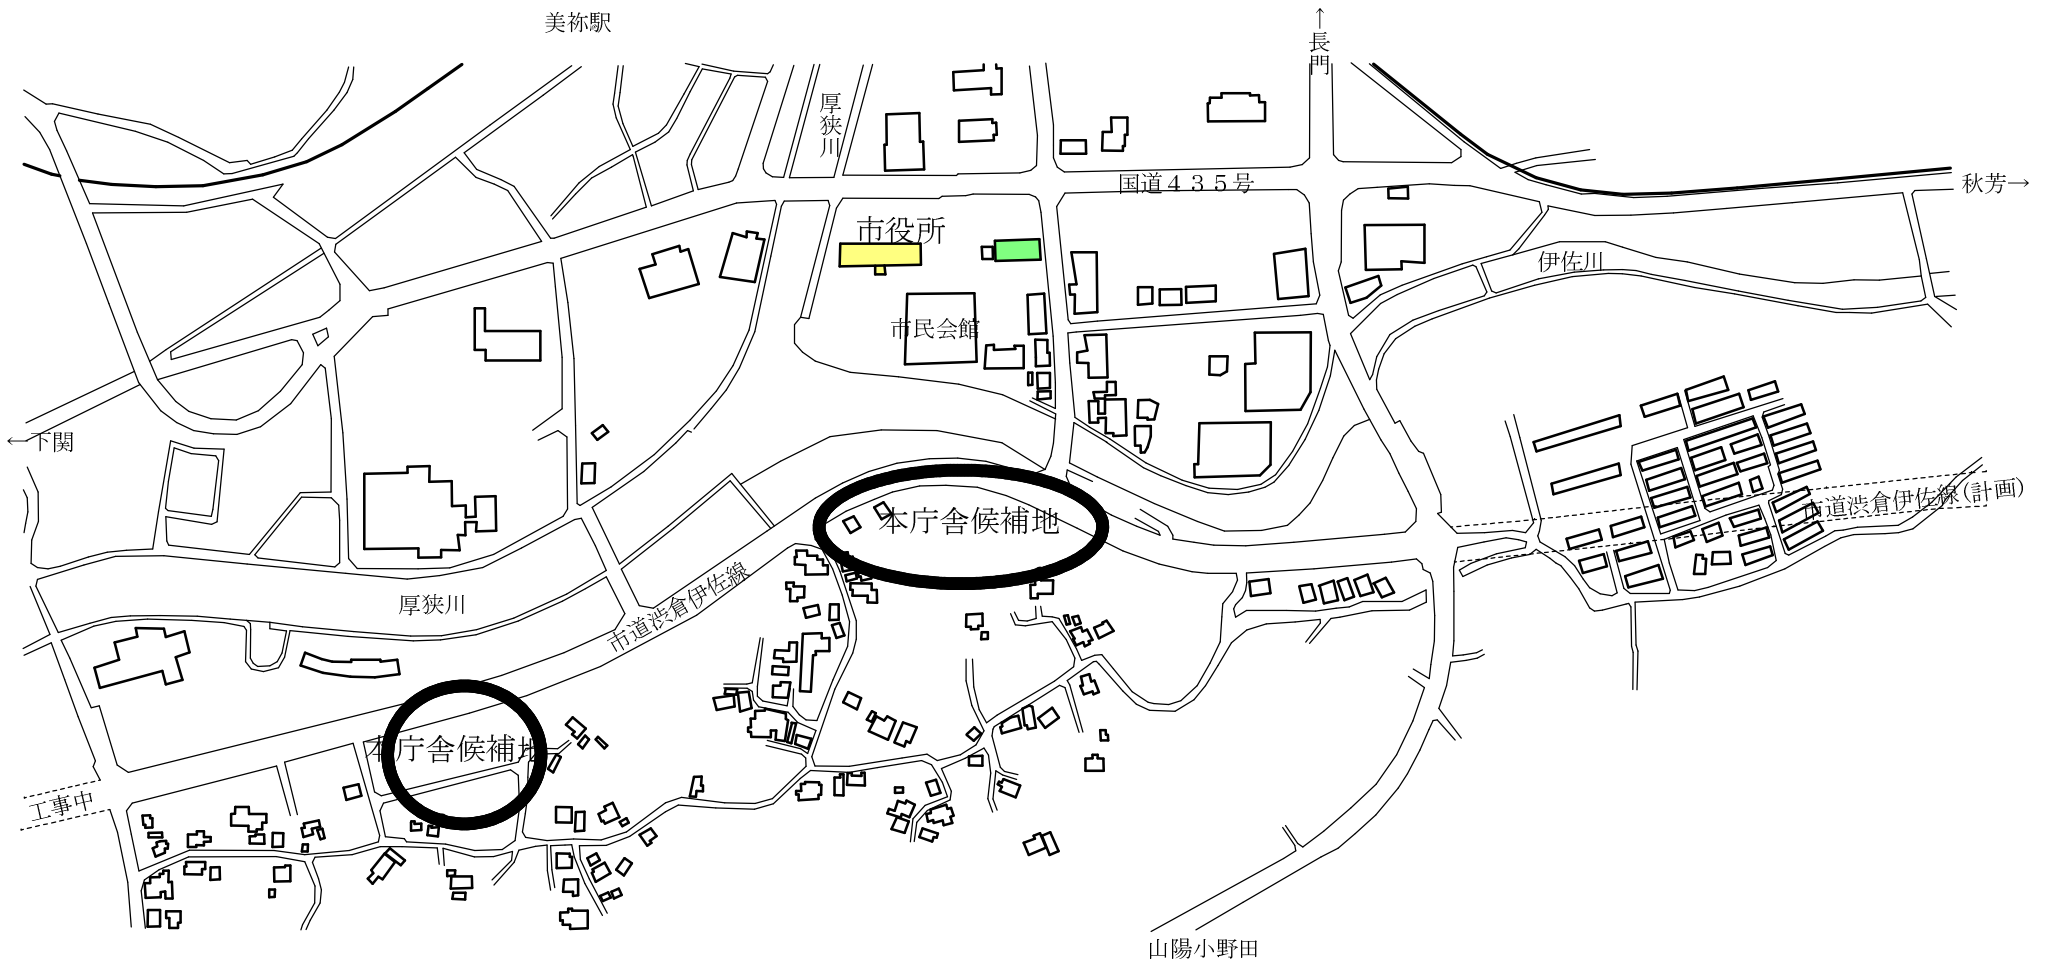 美祢駅
↑長門
厚狭川
国道４３５号
秋芳→
市役所
伊佐川
市民会館
←下関
市道渋倉伊佐線(計画)
本庁舎候補地
厚狭川
市道渋倉伊佐線
本庁舎候補地
工事中
山陽小野田